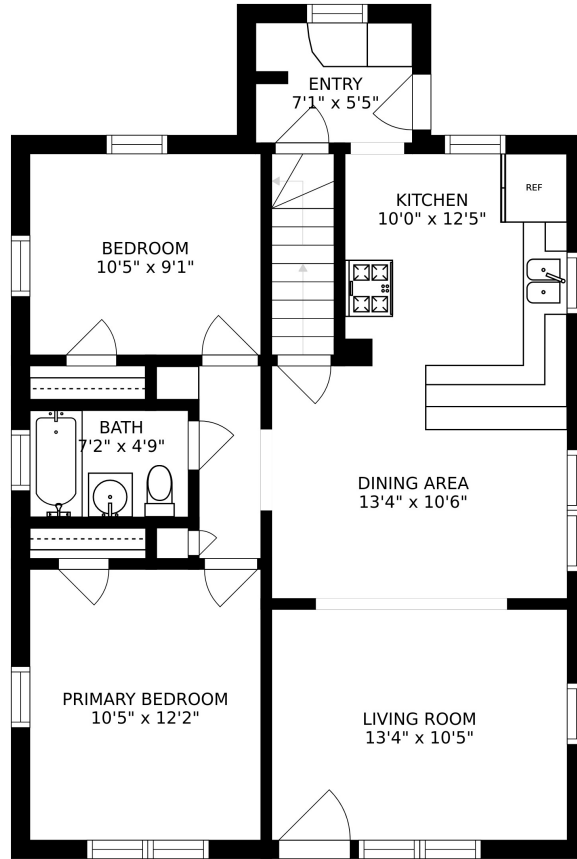 ENTRY
7'1" x 5'5"
KITCHEN
10'0" x 12'5"
REF
BEDROOM
10'5" x 9'1"
BATH
7'2" x 4'9"
DINING AREA
13'4" x 10'6"
PRIMARY BEDROOM
10'5" x 12'2"
LIVING ROOM
13'4" x 10'5"